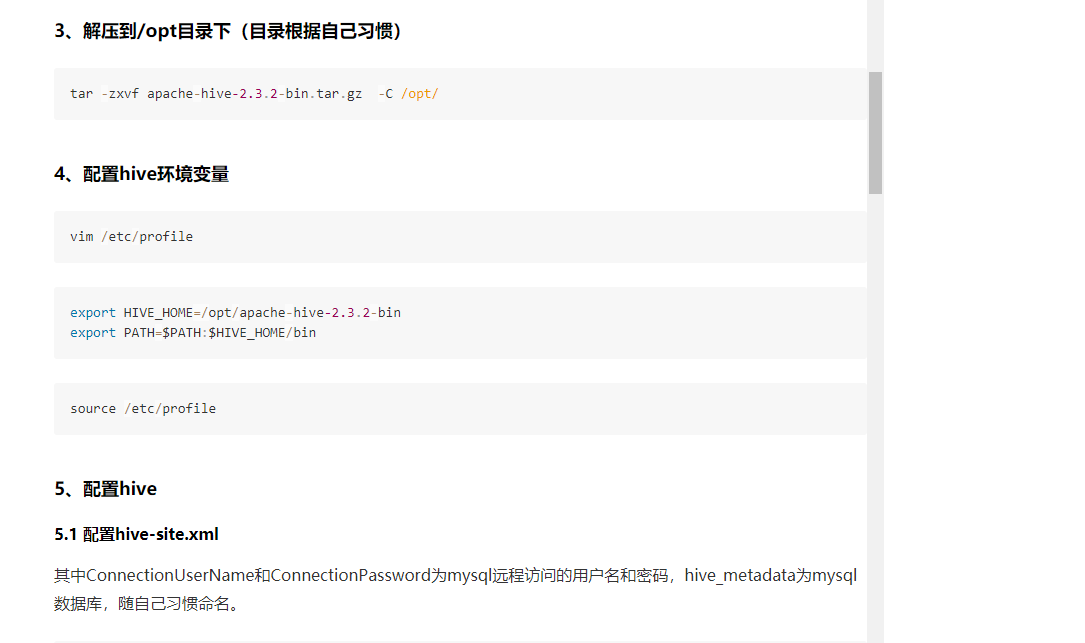 3、解压到/opt目录下（目录根据自己习惯）
tar -zxvf apache-hive-2.3.2-bin.tar.gz  -C /opt/
4、配置hive环境变量
vim /etc/profile
export HIVE_HOME=/opt/apache-hive-2.3.2-bin
export PATH=$PATH:$HIVE_HOME/bin
source /etc/profile
5、配置hive
5.1 配置hive-site.xml
其中ConnectionUserName和ConnectionPassword为mysql远程访问的用户名和密码，hive_metadata为mysql
数据库，随自己习惯命名。